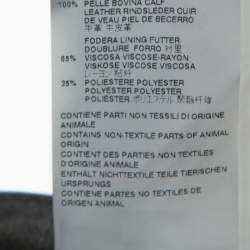 100% PELLE BOVINA CALF
LEATHER RINDSLEDER CUIR
DE VEAU PIEL DE BECERRO
牛革 牛皮革
FODERA LINING FUTTER
DOUBLURE FORRO 衬里
65% VISCOSA VISCOSE-RAYON
VISKOSE VISCOSE VISCOSA
レーヨン
35% POLIESTERE POLYESTER
POLYESTER POLYESTER
POLIESTER ポリエステル 聚酯纤维
CONTIENE PARTI NON TESSILI DI ORIGINE
ANIMALE
CONTAINS NON-TEXTILE PARTS OF ANIMAL
ORIGIN
CONTIENT DES PARTIES NON TEXTILES
D'ORIGINE ANIMALE
ENTHÄLT NICHTTEXTILE TEILE TIERISCHEN
URSPRUNGS
CONTIENE PARTES NO TEXTILES DE
ORIGEN ANIMAL